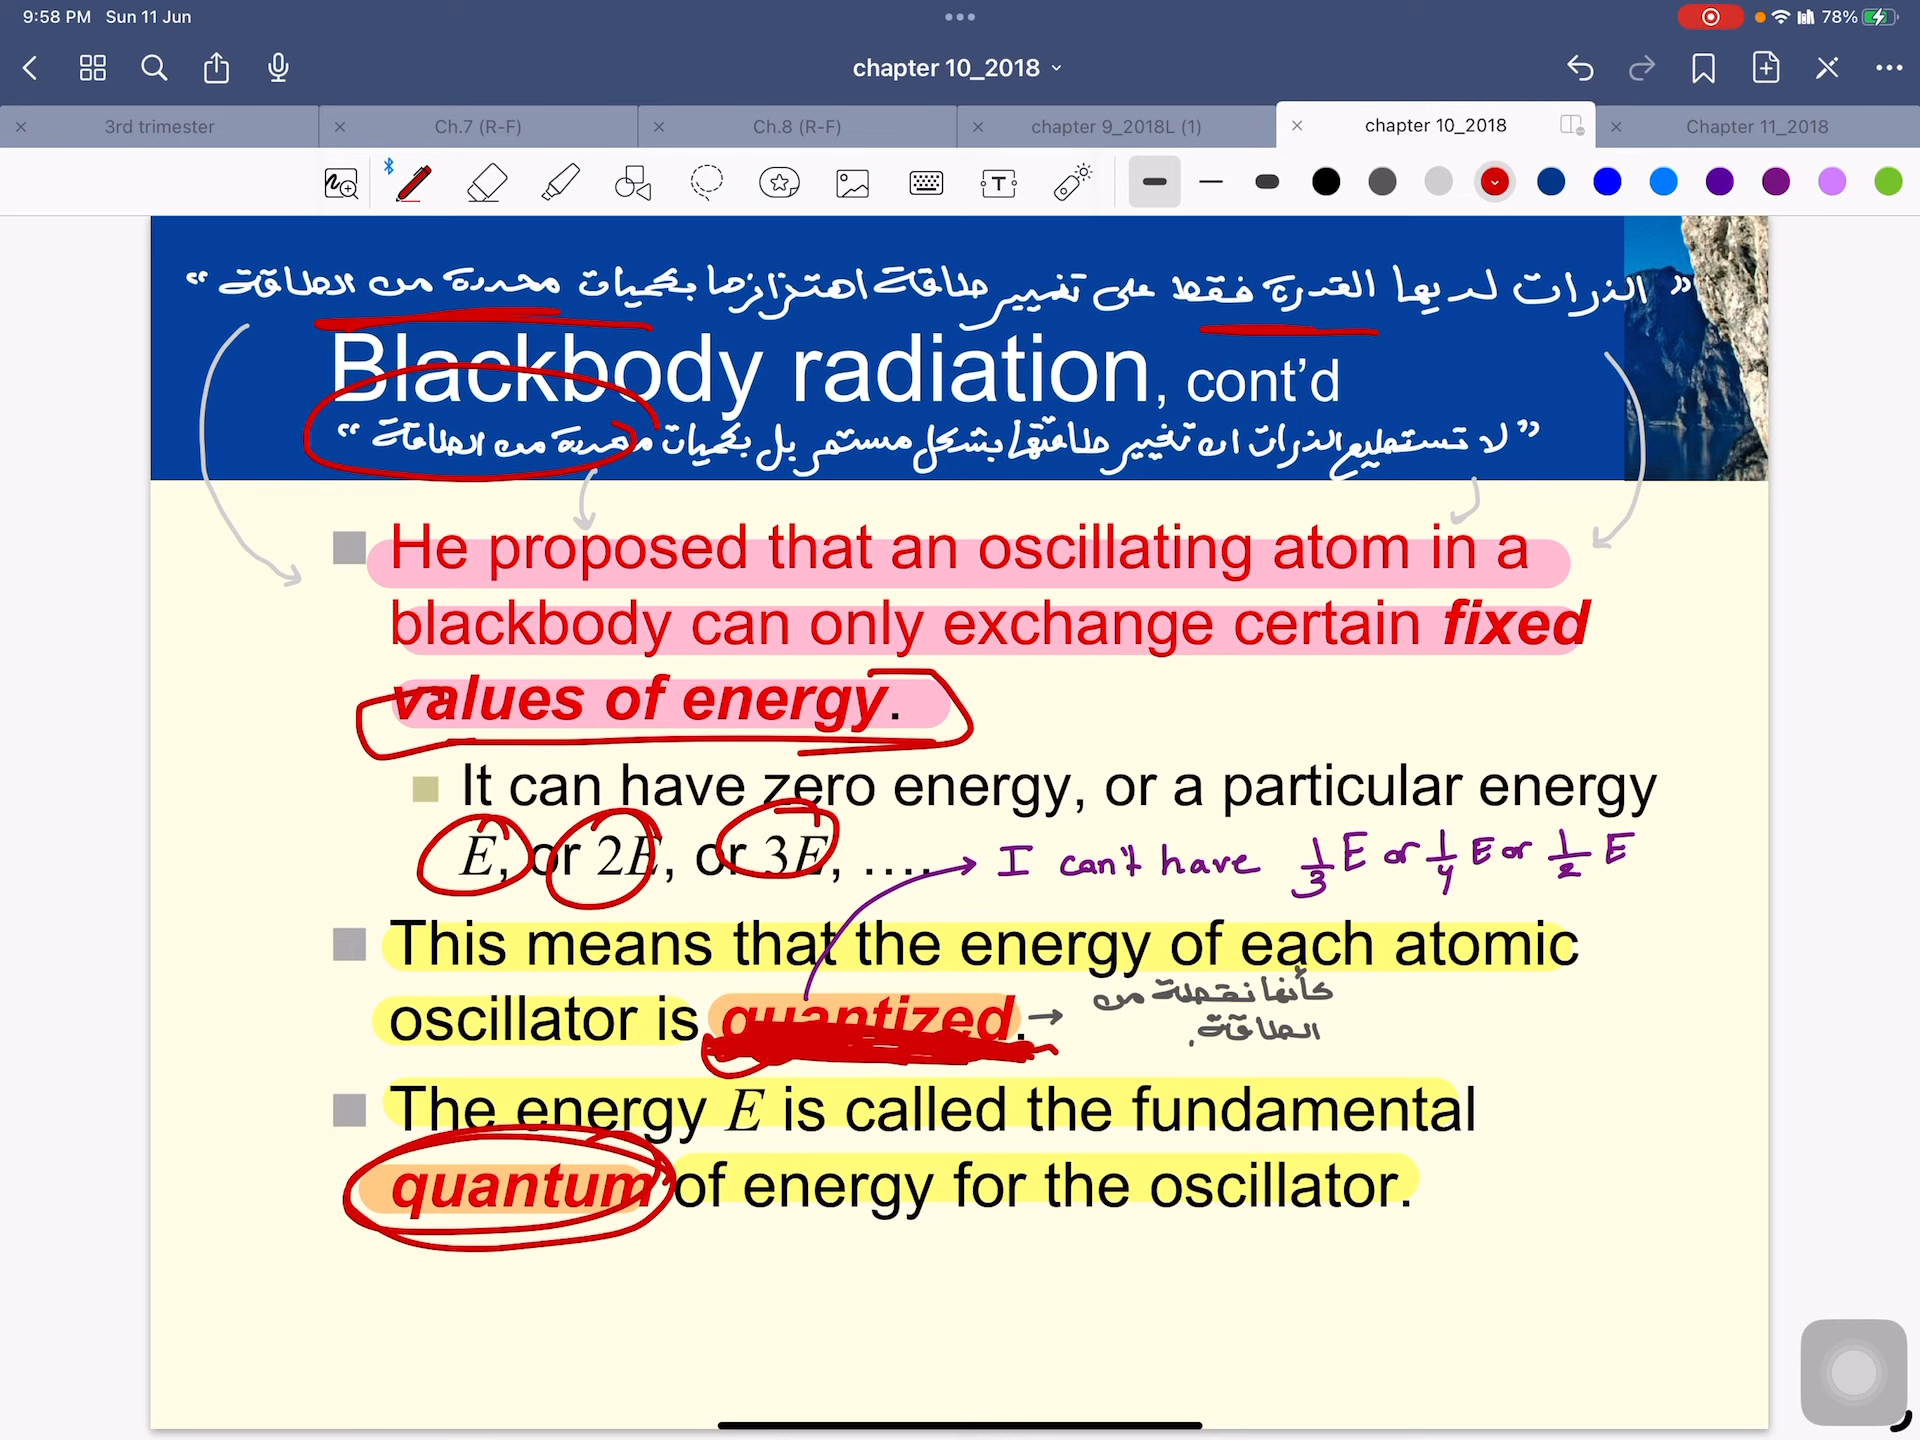 9:58 PM Sun 11 Jun
78%
chapter 10_2018
3rd trimester
Ch.7 (R-F)
Ch.8 (R-F)
chapter 9_2018L (1)
chapter 10_2018
Chapter 11_2018
" الذرات لديها القدرة فقط على تغيير طاقة اهتزازها بكميات محددة من الطاقة "
Blackbody radiation, cont'd
" لا تستطيع الذرات ان تغيير طاقتها بشكل مستمر بل بكميات محددة من الطاقة "
He proposed that an oscillating atom in a
blackbody can only exchange certain fixed
values of energy.
It can have zero energy, or a particular energy
E, or 2E, or 3E, ….
→ I can't have 1/3 E or 1/4 E or 1/2 E
This means that the energy of each atomic
oscillator is quantized.
→ كأنها نقطة من
الطاقة.
The energy E is called the fundamental
quantum of energy for the oscillator.